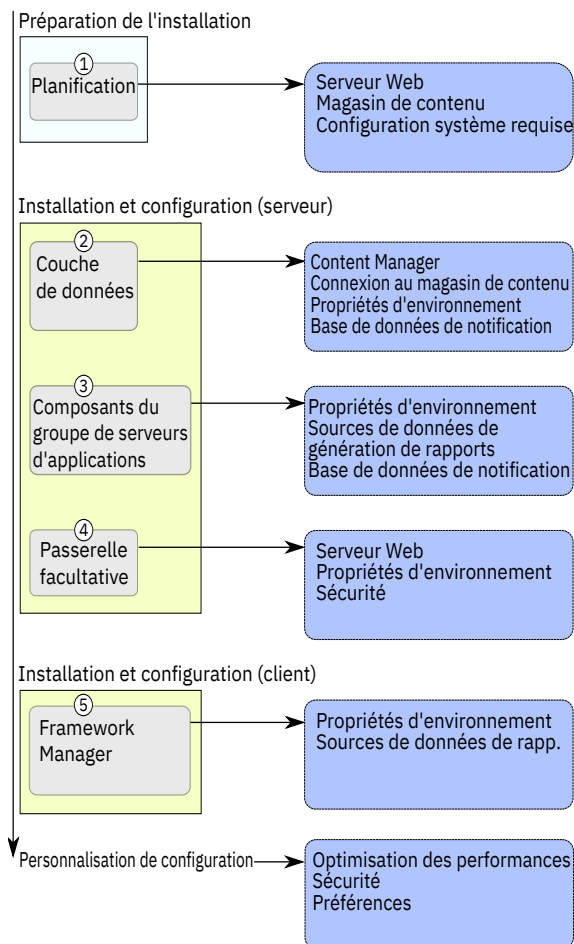 Préparation de l'installation
1
Planification
Serveur Web
Magasin de contenu
Configuration système requise
Installation et configuration (serveur)
2
Couche
de données
Content Manager
Connexion au magasin de contenu
Propriétés d'environnement
Base de données de notification
3
Composants du
groupe de serveurs
d'applications
Propriétés d'environnement
Sources de données de
génération de rapports
Base de données de notification
4
Passerelle
facultative
Serveur Web
Propriétés d'environnement
Sécurité
Installation et configuration (client)
5
Framework
Manager
Propriétés d'environnement
Sources de données de rapp.
Personnalisation de configuration
Optimisation des performances
Sécurité
Préférences